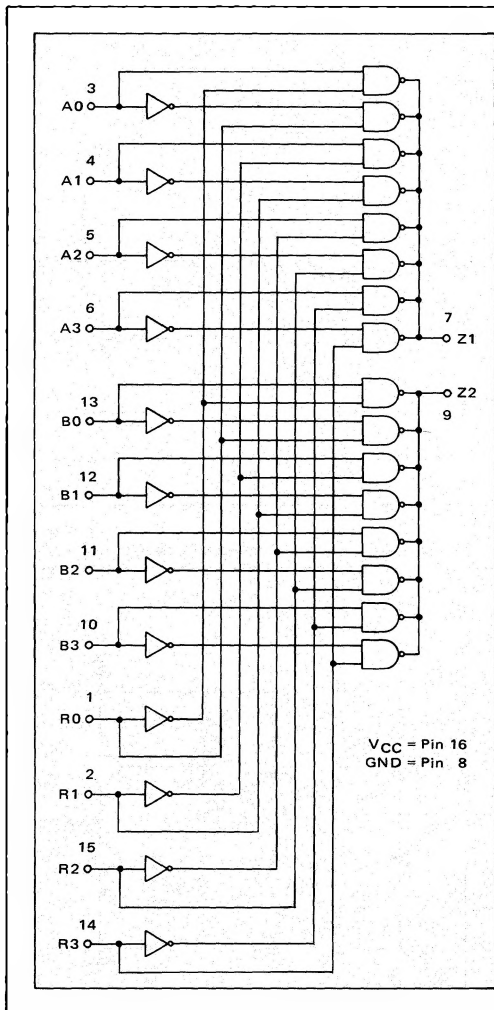 3
A0
4
A1
5
A2
6
A3
7
Z1
Z2
9
13
B0
12
B1
11
B2
10
B3
1
R0
2
R1
15
R2
14
R3
VCC = Pin 16
GND = Pin 8